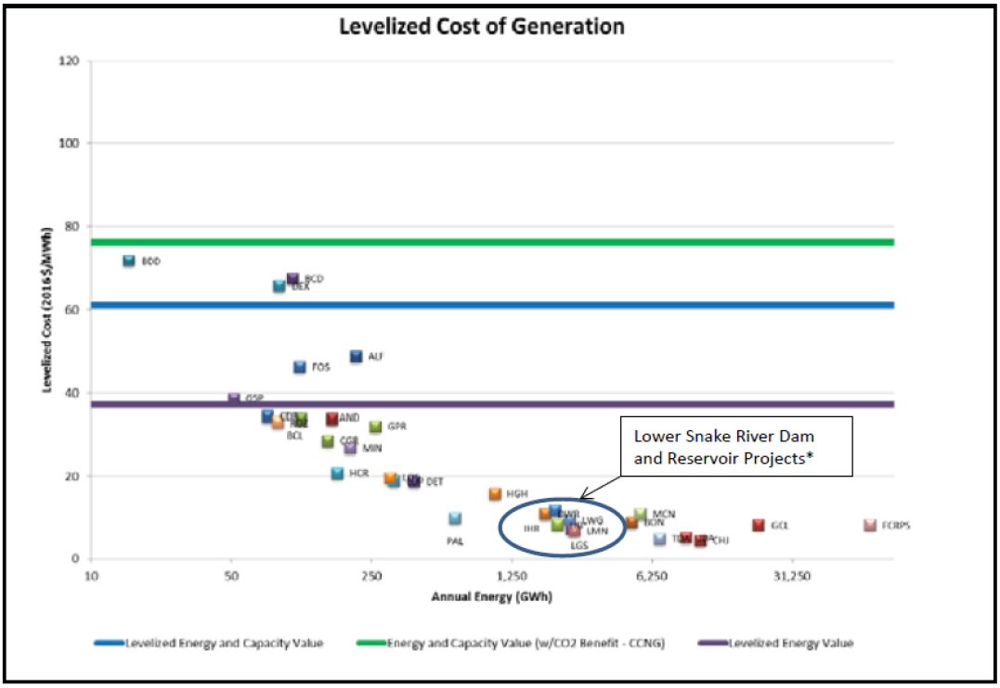 Levelized Cost of Generation
120
100
80
60
40
20
0
Levelized Cost (2016$/MWh)
BDD
BCD
DEX
ALF
FOS
GSP
AND
GPR
BCL
CGR
MIN
HCR
DET
HGH
PAL
Lower Snake River Dam
and Reservoir Projects*
DWR
IHR
LWG
LMN
LGS
MCN
BON
TDA
CHJ
GCL
FCRPS
10
50
250
1,250
6,250
31,250
Annual Energy (GWh)
Levelized Energy and Capacity Value
Energy and Capacity Value (w/CO2 Benefit - CCNG)
Levelized Energy Value